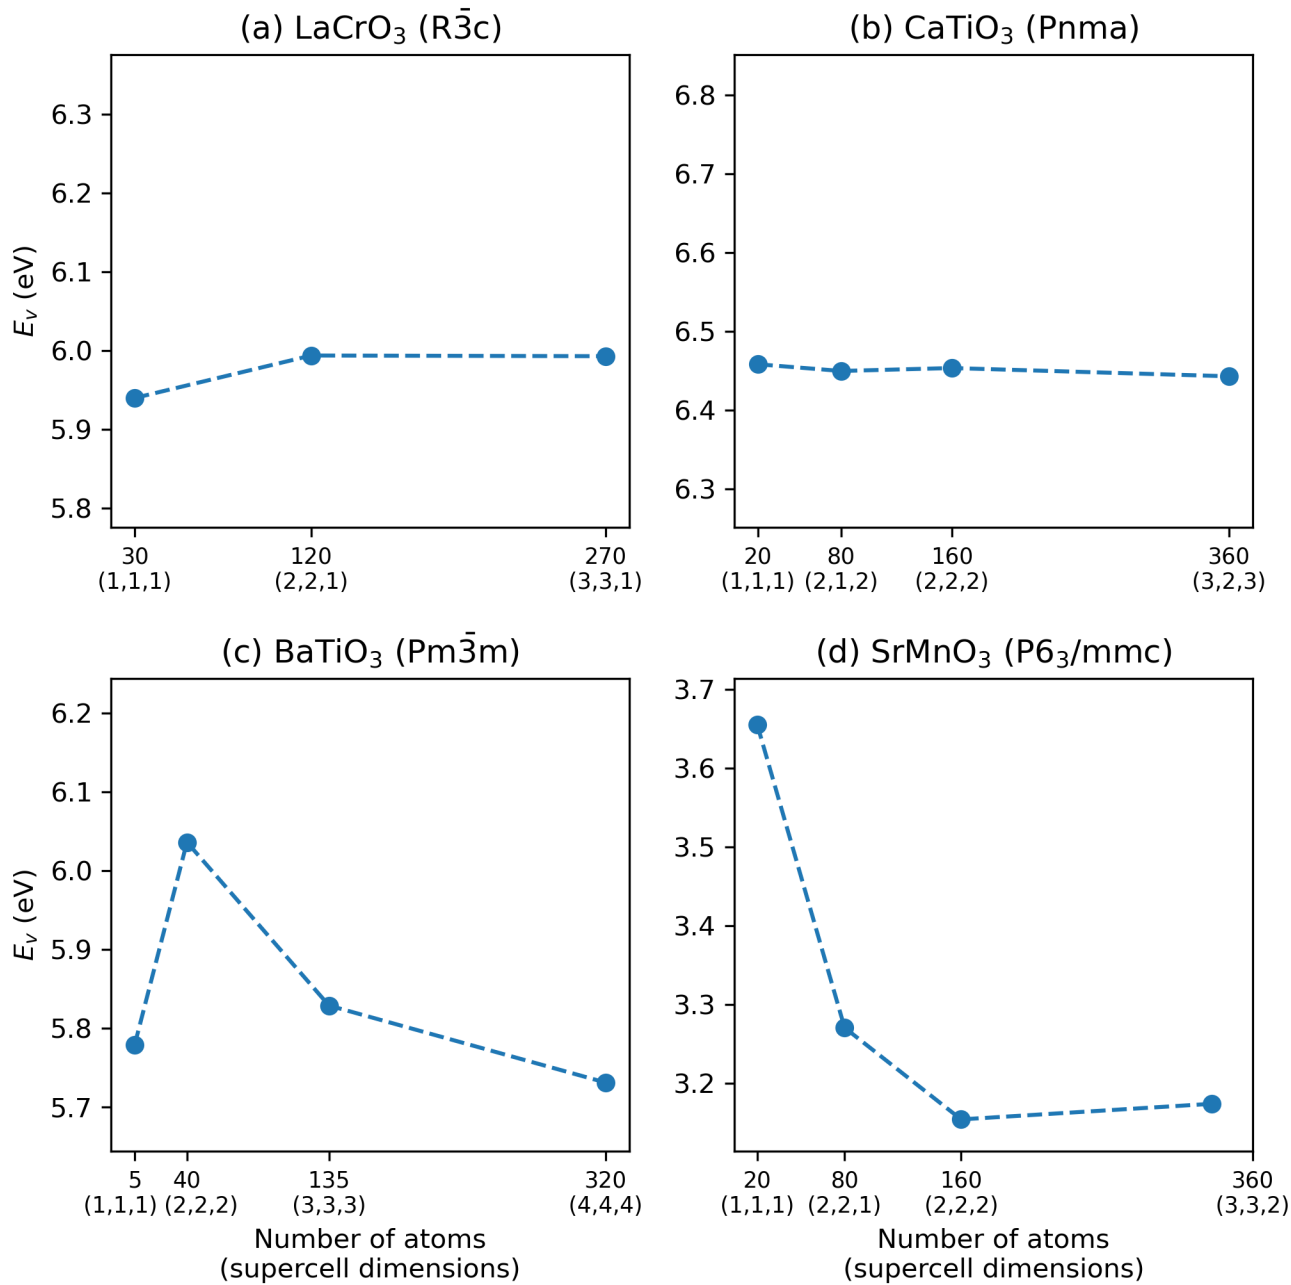 (a) LaCrO₃ (R3̄c)
6.3
6.2
6.1
6.0
5.9
5.8
E_v (eV)
30 120 270
(1,1,1) (2,2,1) (3,3,1)
(b) CaTiO₃ (Pnma)
6.8
6.7
6.6
6.5
6.4
6.3
20 80 160 360
(1,1,1) (2,1,2) (2,2,2) (3,2,3)
(c) BaTiO₃ (Pm3̄m)
6.2
6.1
6.0
5.9
5.8
5.7
E_v (eV)
5 40 135 320
(1,1,1) (2,2,2) (3,3,3) (4,4,4)
Number of atoms
(supercell dimensions)
(d) SrMnO₃ (P6₃/mmc)
3.7
3.6
3.5
3.4
3.3
3.2
20 80 160 360
(1,1,1) (2,2,1) (2,2,2) (3,3,2)
Number of atoms
(supercell dimensions)